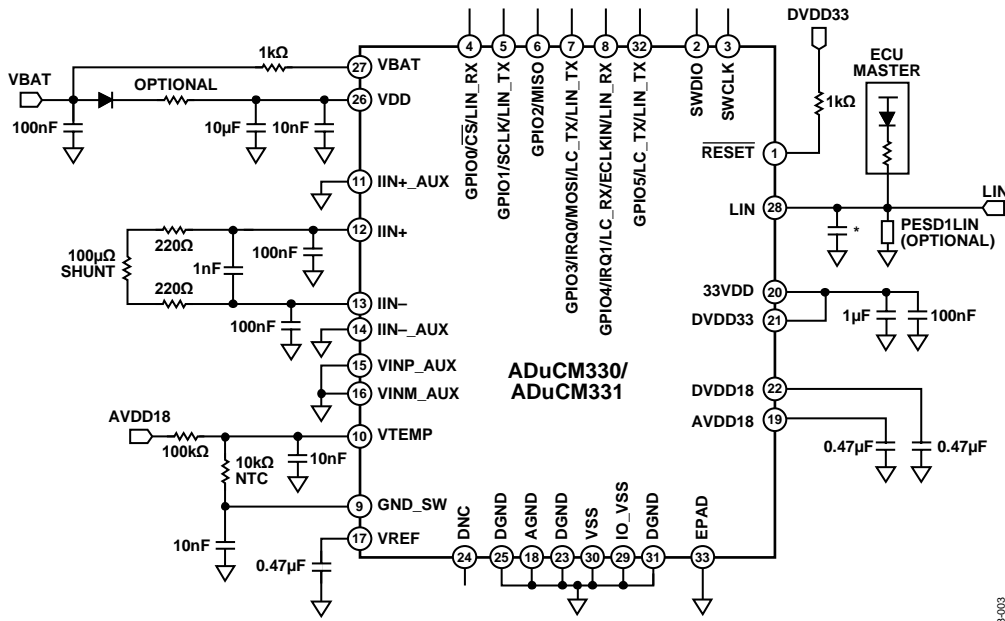 DVDD33
4
5
6
7
8
32
2
3
1kΩ
27
VBAT
ECU
MASTER
VBAT
OPTIONAL
26
VDD
GPIO0/CS/LIN_RX
GPIO1/SCLK/LIN_TX
GPIO2/MISO
GPIO3/IRQ0/MOSI/LC_TX/LIN_TX
GPIO4/IRQ1/LC_RX/ECLKIN/LIN_RX
GPIO5/LC_TX/LIN_TX
SWDIO
SWCLK
1kΩ
100nF
10µF
10nF
RESET
1
11
IIN+_AUX
LIN
28
LIN
12
IIN+
220Ω
100nF
*
PESD1LIN
(OPTIONAL)
100µΩ
SHUNT
1nF
220Ω
13
IIN–
33VDD
20
100nF
14
IIN–_AUX
DVDD33
21
1µF
100nF
15
VINP_AUX
16
VINM_AUX
ADuCM330/
ADuCM331
DVDD18
22
AVDD18
19
AVDD18
100kΩ
10
VTEMP
10kΩ
NTC
10nF
0.47µF
0.47µF
9
GND_SW
10nF
17
VREF
0.47µF
DNC
DGND
AGND
DGND
VSS
IO_VSS
DGND
EPAD
24
25
18
23
30
29
31
33
3-003